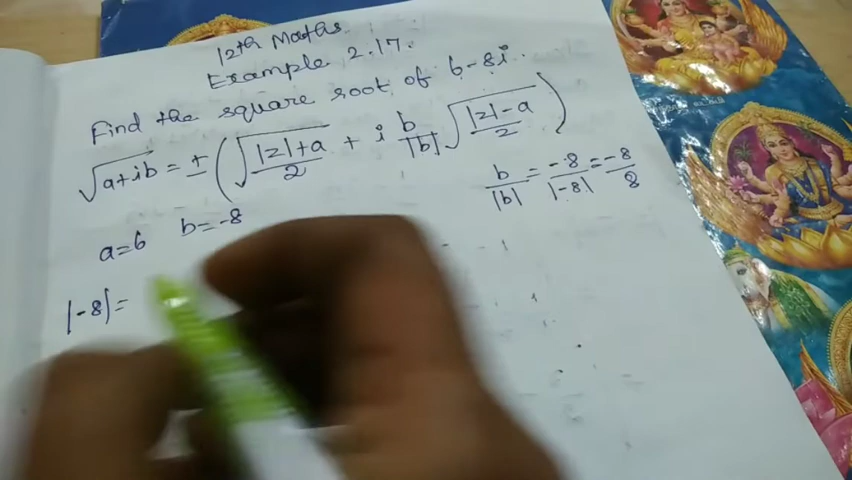 12th Maths
Example 2.17.
Find the square root of 6-8i.
√a+ib = ± (√|z|+a/2 + i b/|b| √|z|-a/2)
b/|b| = -8/|-8| = -8/8
a=6 b=-8
|-8| =